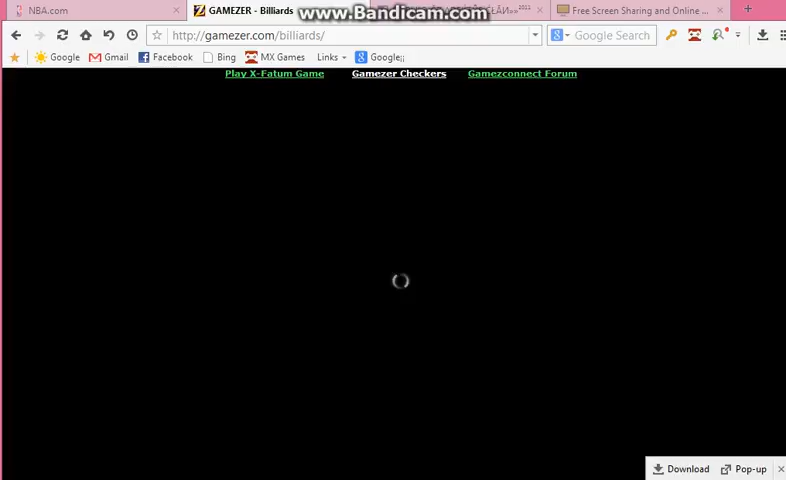 www.Bandicam.com
NBA.com
GAMEZER - Billiards
Free Screen Sharing and Online ...
http://gamezer.com/billiards/
Google Search
Google Gmail Facebook Bing MX Games Links Google;;
Play X-Fatum Game Gamezer Checkers Gamezconnect Forum
Download Pop-up